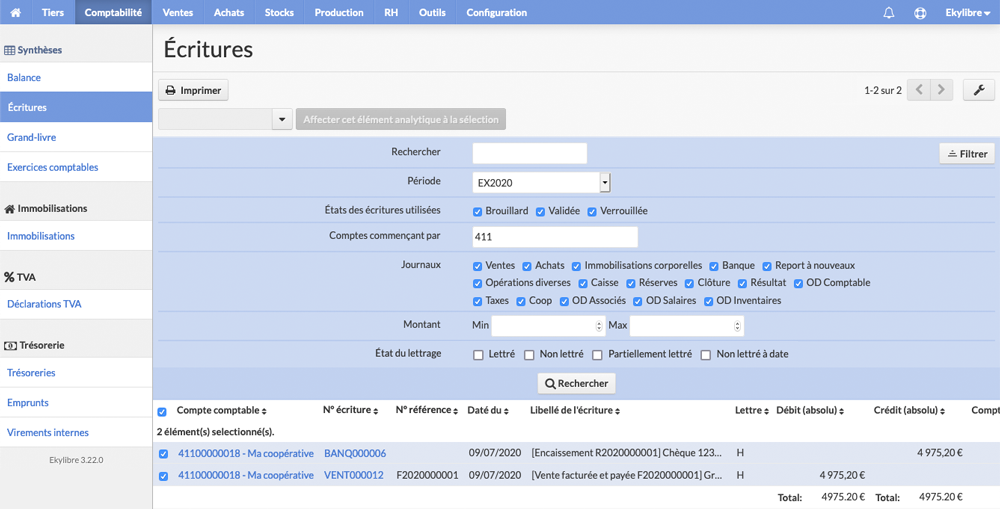 Tiers Comptabilité Ventes Achats Stocks Production RH Outils Configuration Ekylibre
Synthèses
Balance
Écritures
Grand-livre
Exercices comptables
Immobilisations
Immobilisations
TVA
Déclarations TVA
Trésorerie
Trésoreries
Emprunts
Virements internes
Ekylibre 3.22.0
Écritures
Imprimer 1-2 sur 2
Affecter cet élément analytique à la sélection
Rechercher Filtrer
Période EX2020
États des écritures utilisées Brouillard Validée Verrouillée
Comptes commençant par 411
Journaux Ventes Achats Immobilisations corporelles Banque Report à nouveaux
Opérations diverses Caisse Réserves Clôture Résultat OD Comptable
Taxes Coop OD Associés OD Salaires OD Inventaires
Montant Min Max
État du lettrage Lettré Non lettré Partiellement lettré Non lettré à date
Rechercher
Compte comptable N° écriture N° référence Daté du Libellé de l'écriture Lettre Débit (absolu) Crédit (absolu) Compt
2 élément(s) selectionné(s).
41100000018 - Ma coopérative BANQ000006 09/07/2020 [Encaissement R2020000001] Chèque 123... H 4 975,20 €
41100000018 - Ma coopérative VENT000012 F2020000001 09/07/2020 [Vente facturée et payée F2020000001] Gr... H 4 975,20 €
Total: 4975.20 € Total: 4975.20 €